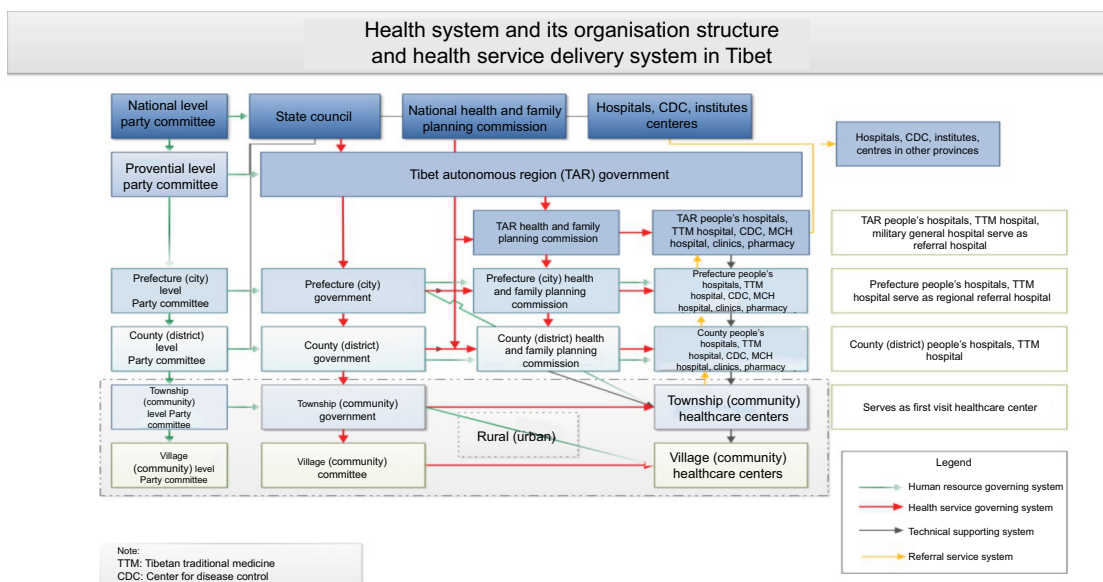 Health system and its organisation structure
and health service delivery system in Tibet
National level
party committee
State council
National health and family
planning commission
Hospitals, CDC, institutes
centeres
Hospitals, CDC, institutes,
centres in other provinces
Provential level
party committee
Tibet autonomous region (TAR) government
TAR health and family
planning commission
TAR people's hospitals,
TTM hospital, CDC, MCH
hospital, clinics, pharmacy
TAR people's hospitals, TTM hospital,
military general hospital serve as
referral hospital
Prefecture (city)
level
Party committee
Prefecture (city)
government
Prefecture (city) health
and family planning
commission
Prefecture people's
hospitals, TTM
hospital, CDC, MCH
hospital, clinics, pharmacy
Prefecture people's hospitals, TTM
hospital serve as regional referral hospital
County (district)
level
Party committee
County (district)
government
County (district) health
and family planning
commission
County people's
hospitals, TTM
hospital, CDC, MCH
hospital, clinics, pharmacy
County (district) people's hospitals, TTM
hospital
Township
(community)
level Party
committee
Township (community)
government
Township (community)
healthcare centers
Serves as first visit healthcare center
Rural (urban)
Village
(community) level
Party committee
Village (community)
committee
Village (community)
healthcare centers
Legend
Human resource governing system
Health service governing system
Technical supporting system
Referral service system
Note:
TTM: Tibetan traditional medicine
CDC: Center for disease control